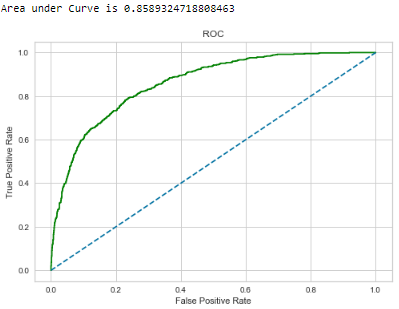 Area under Curve is 0.8589324718808463
ROC
1.0
0.8
0.6
0.4
0.2
0.0
True Positive Rate
0.0 0.2 0.4 0.6 0.8 1.0
False Positive Rate